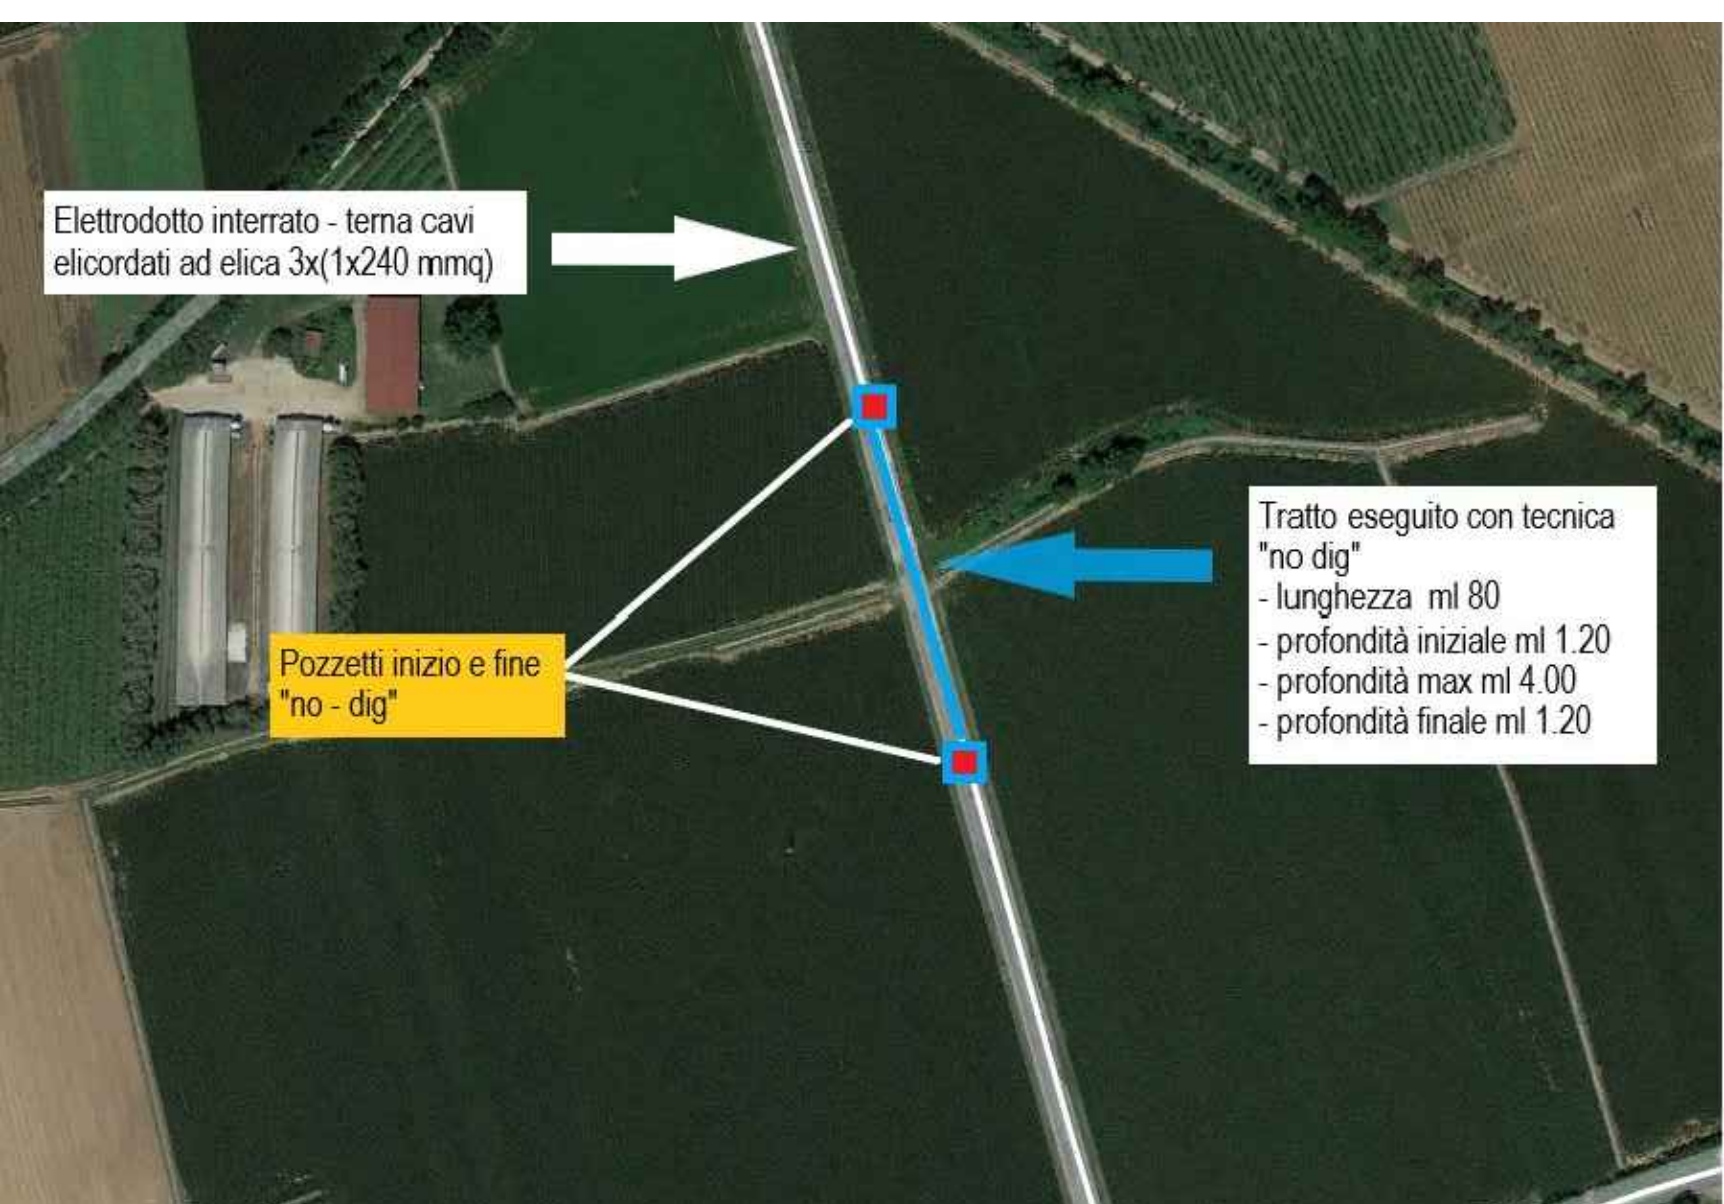 Elettrodotto interrato - terna cavi
elicordati ad elica 3x(1x240 mmq)
Tratto eseguito con tecnica
"no dig"
- lunghezza ml 80
- profondità iniziale ml 1.20
- profondità max ml 4.00
- profondità finale ml 1.20
Pozzetti inizio e fine
"no - dig"